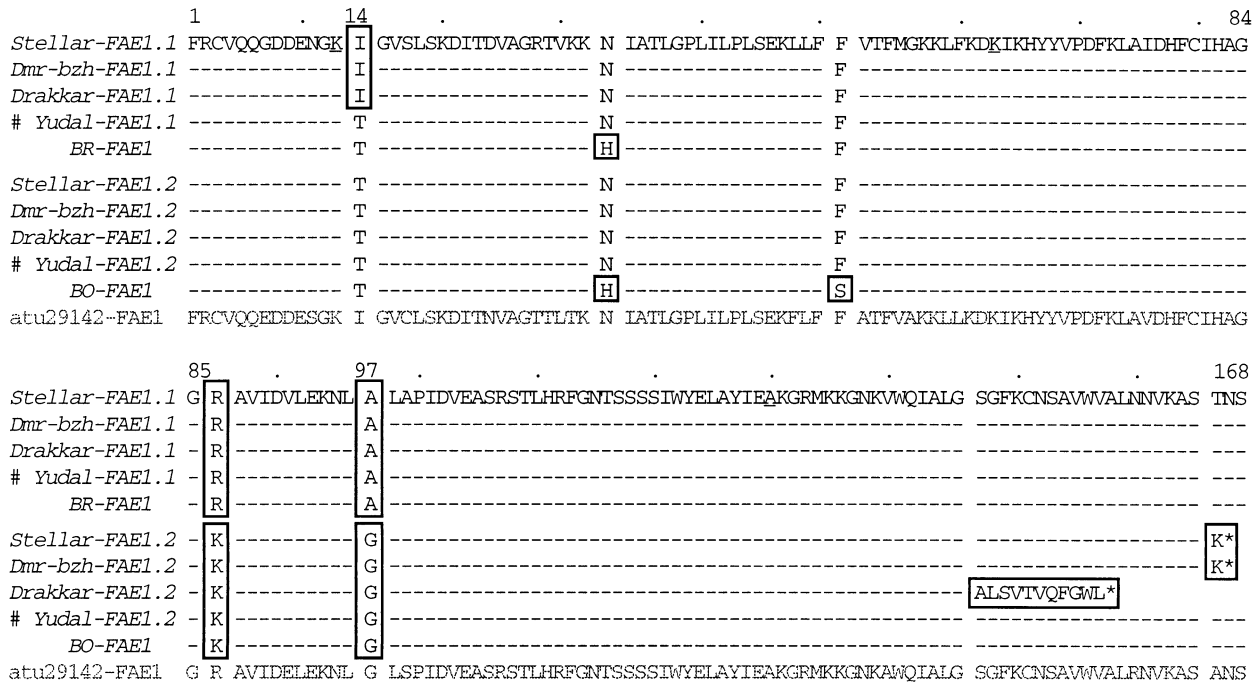 1 14 . . . . . . . 84
Stellar-FAE1.1 FRCVQQGDDENGK I GVSLSKDITDVAGRTVKK N IATLGPLILPLSEKLLF F VTFMGKKLFKDKIKHYYVPDFKLAIDHFCIHAG
Dmr-bzh-FAE1.1 ------------- I ------------------ N ----------------- F ----------------------------------
Drakkar-FAE1.1 ------------- I ------------------ N ----------------- F ----------------------------------
# Yudal-FAE1.1 ------------- T ------------------ N ----------------- F ----------------------------------
BR-FAE1 ------------- T ------------------ H ----------------- F ----------------------------------
Stellar-FAE1.2 ------------- T ------------------ N ----------------- F ----------------------------------
Dmr-bzh-FAE1.2 ------------- T ------------------ N ----------------- F ----------------------------------
Drakkar-FAE1.2 ------------- T ------------------ N ----------------- F ----------------------------------
# Yudal-FAE1.2 ------------- T ------------------ N ----------------- F ----------------------------------
BO-FAE1 ------------- T ------------------ H ----------------- S ----------------------------------
atu29142-FAE1 FRCVQQEDDESGK I GVCLSKDITNVAGTTLTK N IATLGPLILPLSEKFLF F ATFVAKKLLKDKIKHYYVPDFKLAVDHFCIHAG
85 97 . . . . . . . 168
Stellar-FAE1.1 G R AVIDVLEKNL A LAPIDVEASRSTLHRFGNTSSSSIWYELAYIEAKGRMKKGNKVWQIALG SGFKCNSAVWVALNNVKAS TNS
Dmr-bzh-FAE1.1 - R ---------- A -------------------------------------------------- ------------------- ---
Drakkar-FAE1.1 - R ---------- A -------------------------------------------------- ------------------- ---
# Yudal-FAE1.1 - R ---------- A -------------------------------------------------- ------------------- ---
BR-FAE1 - R ---------- A -------------------------------------------------- ------------------- ---
Stellar-FAE1.2 - K ---------- G -------------------------------------------------- ------------------- K*
Dmr-bzh-FAE1.2 - K ---------- G -------------------------------------------------- ------------------- K*
Drakkar-FAE1.2 - K ---------- G -------------------------------------------------- ALSVTVQFGWL*
# Yudal-FAE1.2 - K ---------- G -------------------------------------------------- ------------------- ---
BO-FAE1 - K ---------- G -------------------------------------------------- ------------------- ---
atu29142-FAE1 G R AVIDELEKNL G LSPIDVEASRSTLHRFGNTSSSSIWYELAYIEAKGRMKKGNKAWQIALG SGFKCNSAVWVALRNVKAS ANS